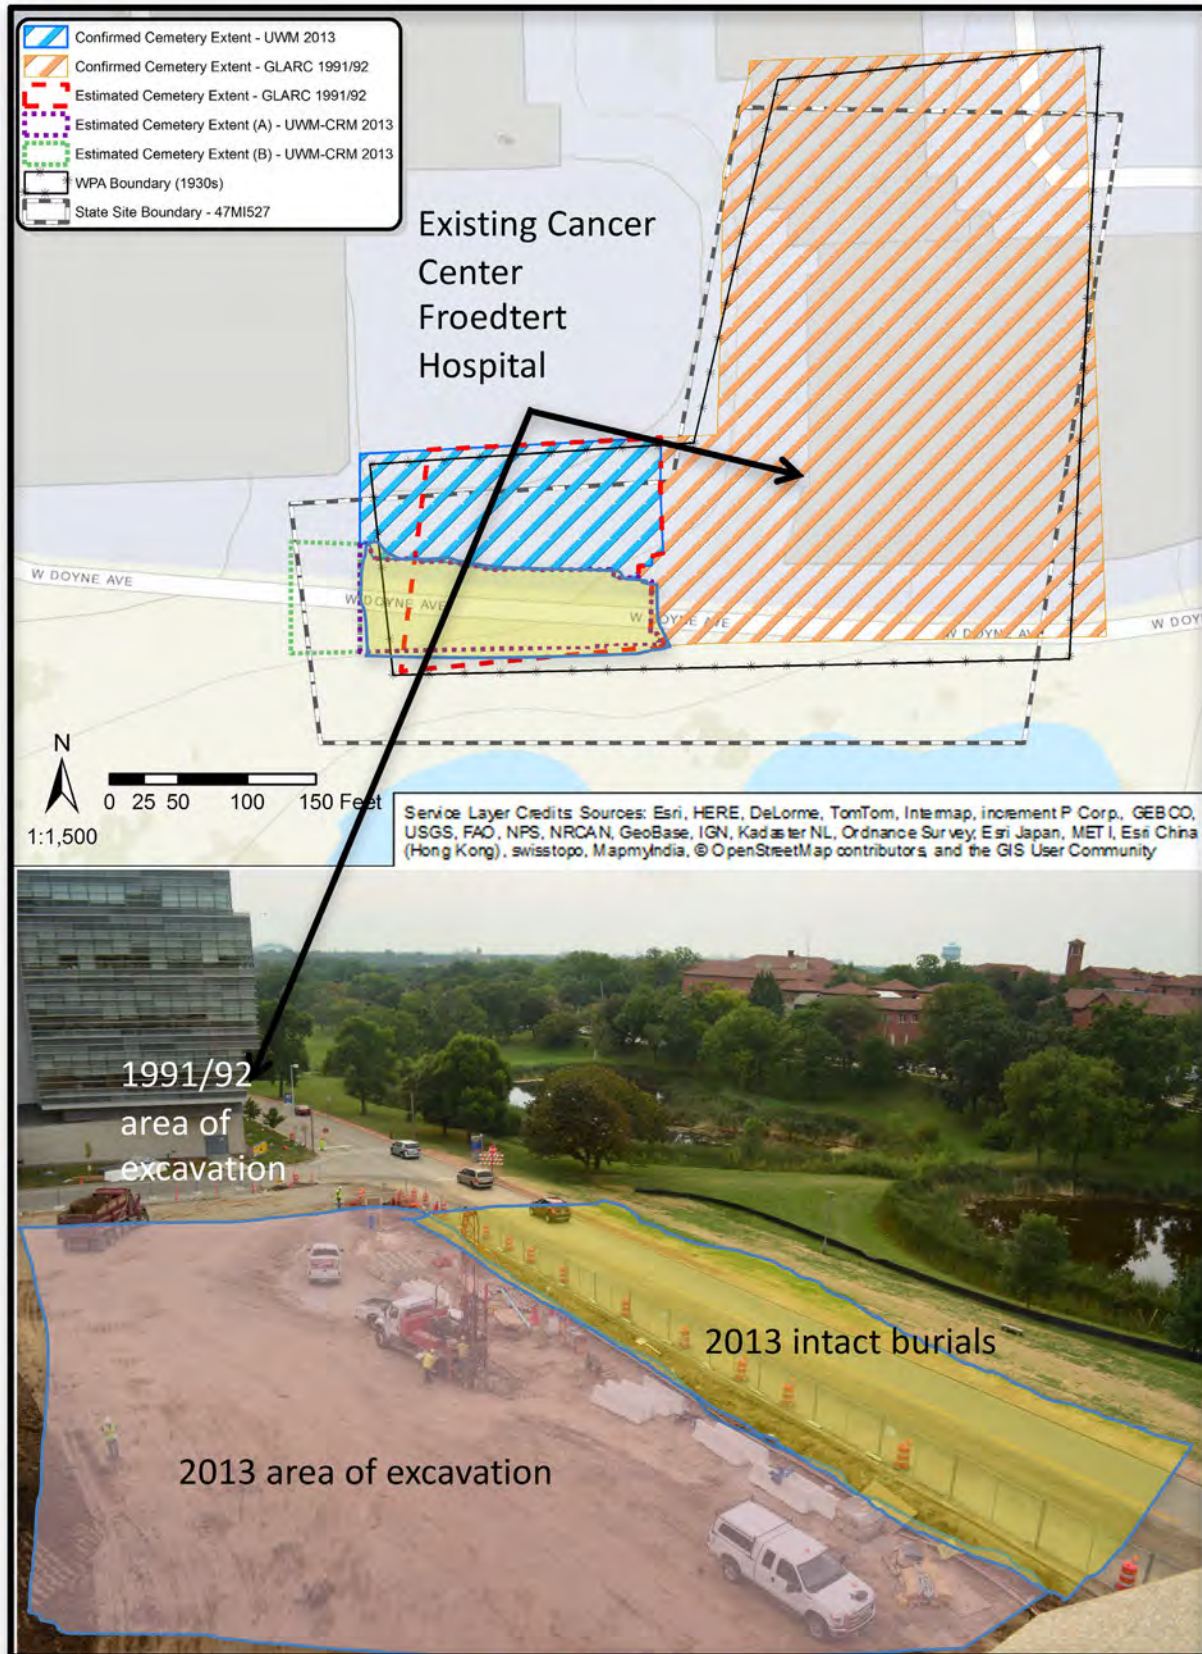 Confirmed Cemetery Extent - UWM 2013
Confirmed Cemetery Extent - GLARC 1991/92
Estimated Cemetery Extent - GLARC 1991/92
Estimated Cemetery Extent (A) - UWM-CRM 2013
Estimated Cemetery Extent (B) - UWM-CRM 2013
WPA Boundary (1930s)
State Site Boundary - 47MI527
Existing Cancer
Center
Froedtert
Hospital
W DOYNE AVE
W DOYNE AVE
W DOYNE AVE
W DOYNE AVE
W DOYN
N
0 25 50 100 150 Feet
1:1,500
Service Layer Credits Sources: Esri, HERE, DeLorme, TomTom, Intermap, increment P Corp., GEBCO,
USGS, FAO, NPS, NRCAN, GeoBase, IGN, Kadaster NL, Ordnance Survey, Esri Japan, METI, Esri China
(Hong Kong), swisstopo, MapmyIndia, © OpenStreetMap contributors, and the GIS User Community
1991/92
area of
excavation
2013 intact burials
2013 area of excavation